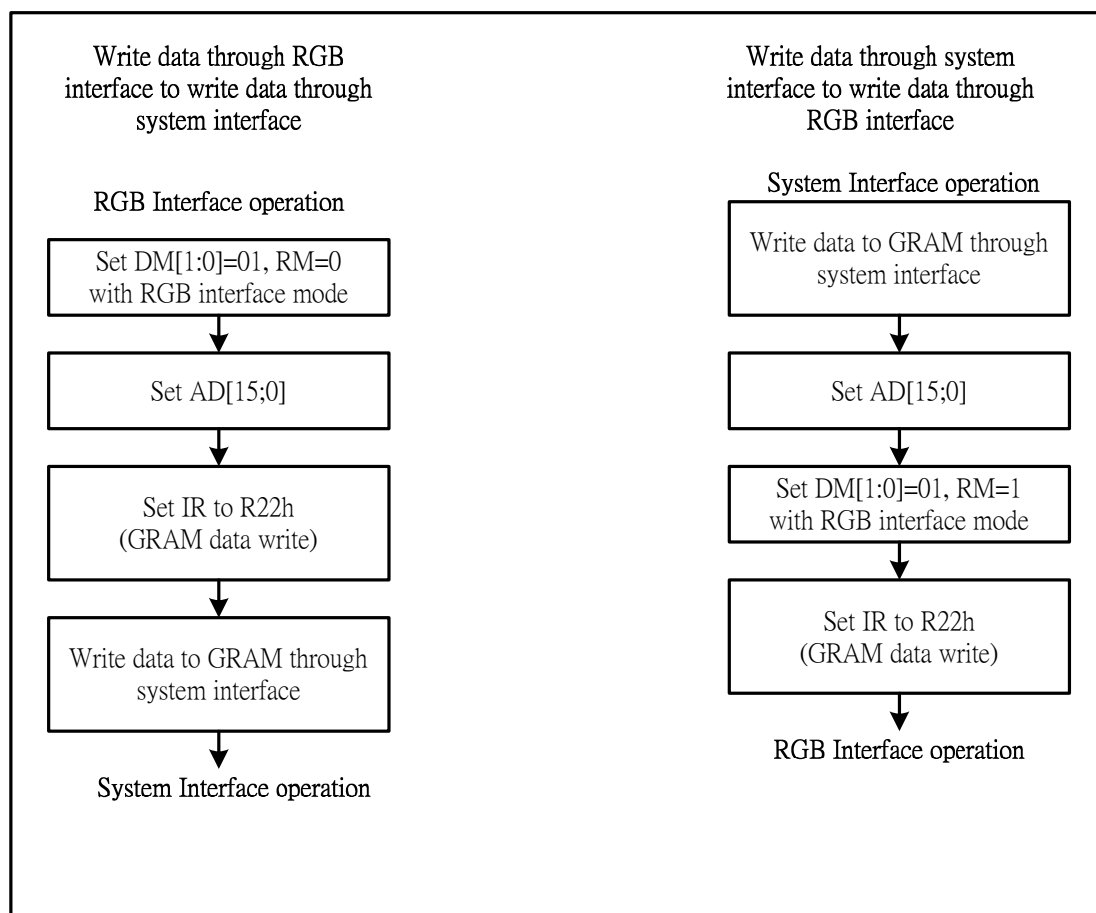 Write data through RGB
interface to write data through
system interface
RGB Interface operation
Set DM[1:0]=01, RM=0
with RGB interface mode
Set AD[15;0]
Set IR to R22h
(GRAM data write)
Write data to GRAM through
system interface
System Interface operation
Write data through system
interface to write data through
RGB interface
System Interface operation
Write data to GRAM through
system interface
Set AD[15;0]
Set DM[1:0]=01, RM=1
with RGB interface mode
Set IR to R22h
(GRAM data write)
RGB Interface operation